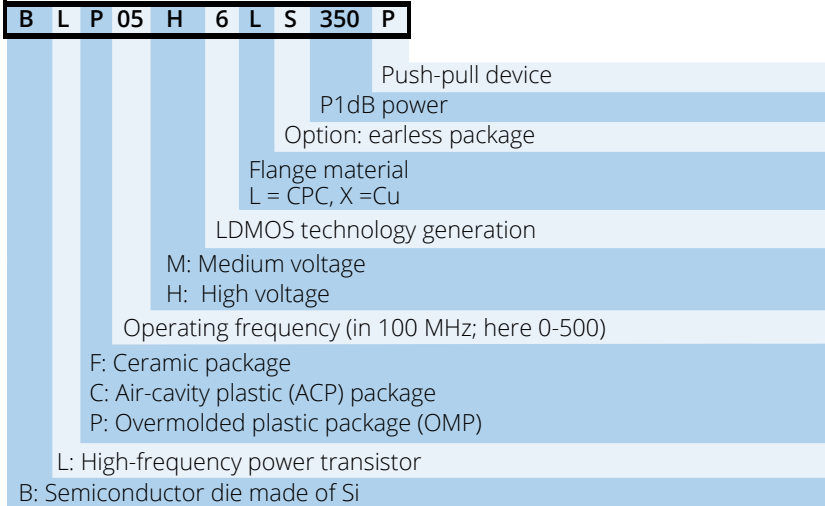 B L P 05 H 6 L S 350 P
Push-pull device
P1dB power
Option: earless package
Flange material
L = CPC, X =Cu
LDMOS technology generation
M: Medium voltage
H: High voltage
Operating frequency (in 100 MHz; here 0-500)
F: Ceramic package
C: Air-cavity plastic (ACP) package
P: Overmolded plastic package (OMP)
L: High-frequency power transistor
B: Semiconductor die made of Si